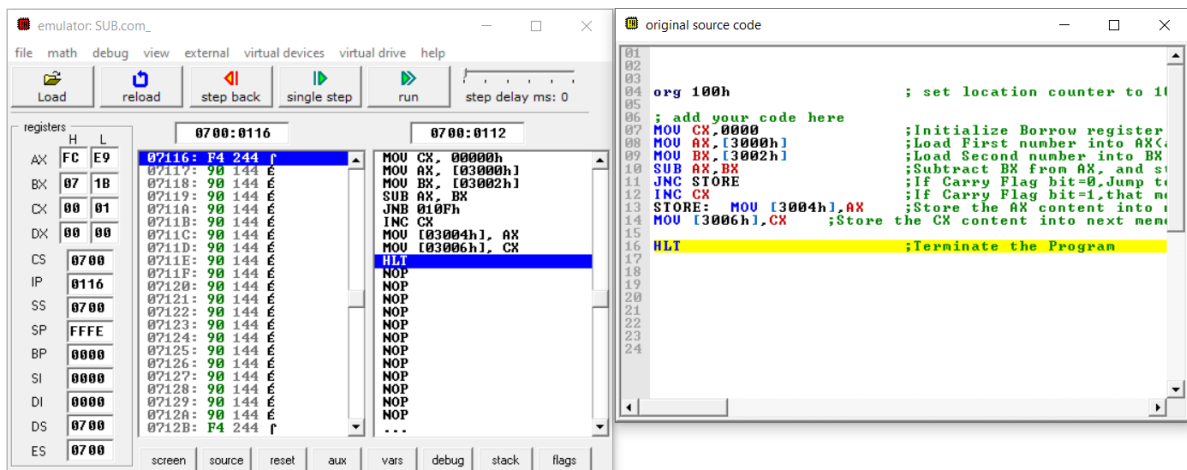 emulator: SUB.com_
file math debug view external virtual devices virtual drive help
Load reload step back single step run step delay ms: 0
registers
H L
AX FC E9
BX 07 1B
CX 00 01
DX 00 00
CS 0700
IP 0116
SS 0700
SP FFFE
BP 0000
SI 0000
DI 0000
DS 0700
ES 0700
0700:0116
07116: F4 244 ⌠
07117: 90 144 É
07118: 90 144 É
07119: 90 144 É
0711A: 90 144 É
0711B: 90 144 É
0711C: 90 144 É
0711D: 90 144 É
0711E: 90 144 É
0711F: 90 144 É
07120: 90 144 É
07121: 90 144 É
07122: 90 144 É
07123: 90 144 É
07124: 90 144 É
07125: 90 144 É
07126: 90 144 É
07127: 90 144 É
07128: 90 144 É
07129: 90 144 É
0712A: 90 144 É
0712B: F4 244 ⌠
0700:0112
MOV CX, 00000h
MOV AX, [03000h]
MOV BX, [03002h]
SUB AX, BX
JNB 010Fh
INC CX
MOV [03004h], AX
MOV [03006h], CX
HLT
NOP
NOP
NOP
NOP
NOP
NOP
NOP
NOP
NOP
NOP
NOP
NOP
...
screen source reset aux vars debug stack flags
original source code
01
02
03
04 org 100h ; set location counter to 10
05
06 ; add your code here
07 MOV CX,0000 ;Initialize Borrow register
08 MOV AX,[3000h] ;Load First number into AX(a
09 MOV BX,[3002h] ;Load Second number into BX
10 SUB AX,BX ;Subtract BX from AX, and s
11 JNC STORE ;If Carry Flag bit=0,Jump to
12 INC CX ;If Carry Flag bit=1,that me
13 STORE: MOV [3004h],AX ;Store the AX content into n
14 MOV [3006h],CX ;Store the CX content into next memo
15
16 HLT ;Terminate the Program
17
18
19
20
21
22
23
24